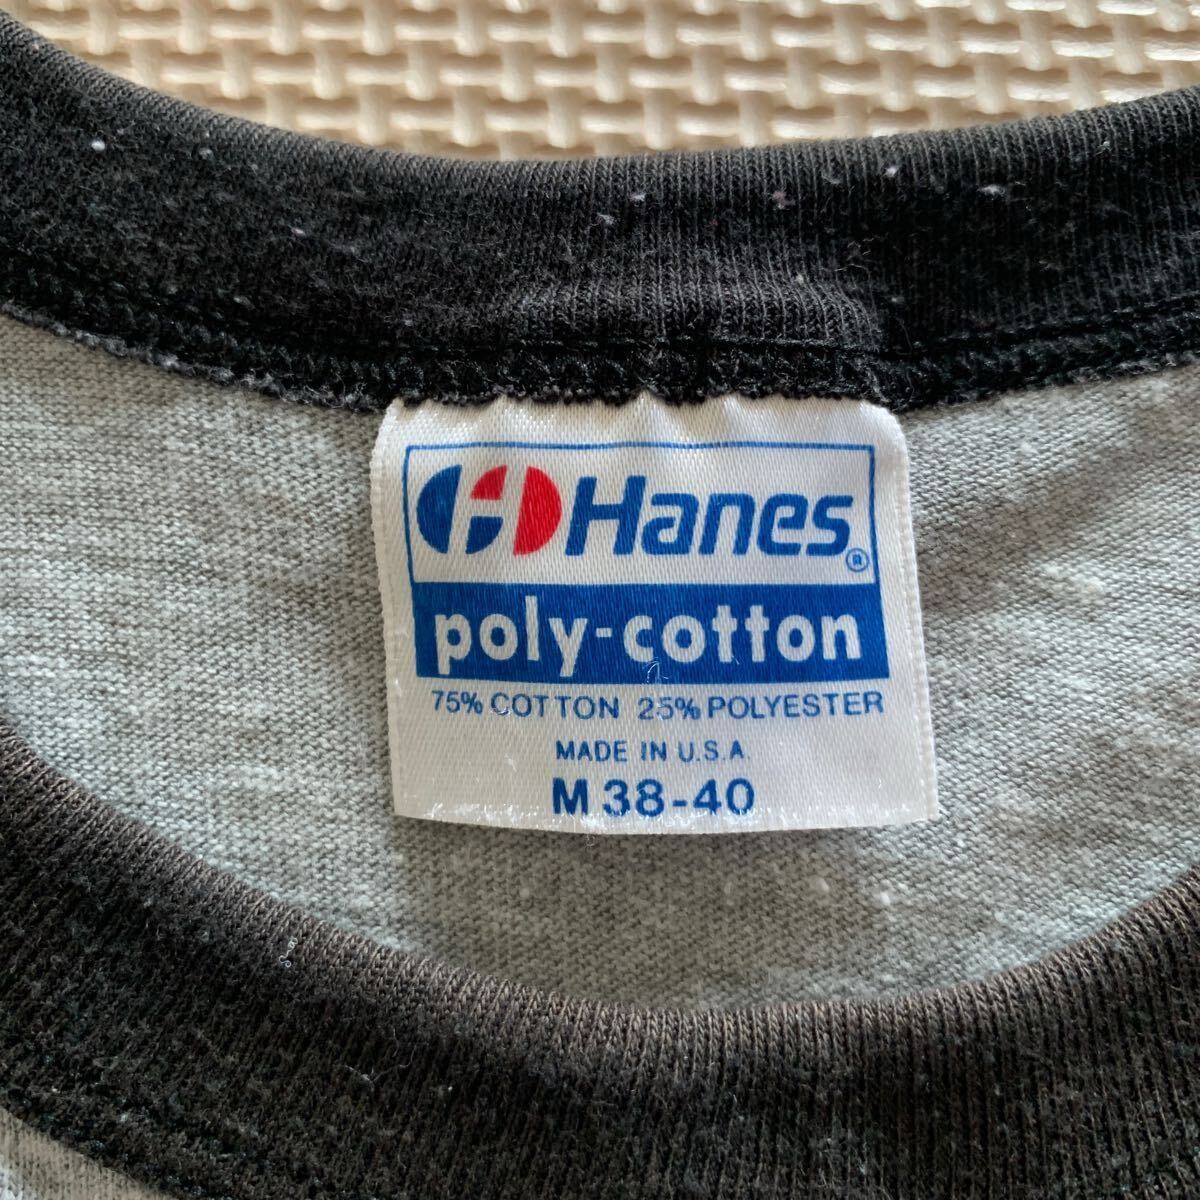 Hanes®
poly-cotton
75% COTTON 25% POLYESTER
MADE IN U.S.A.
M 38-40